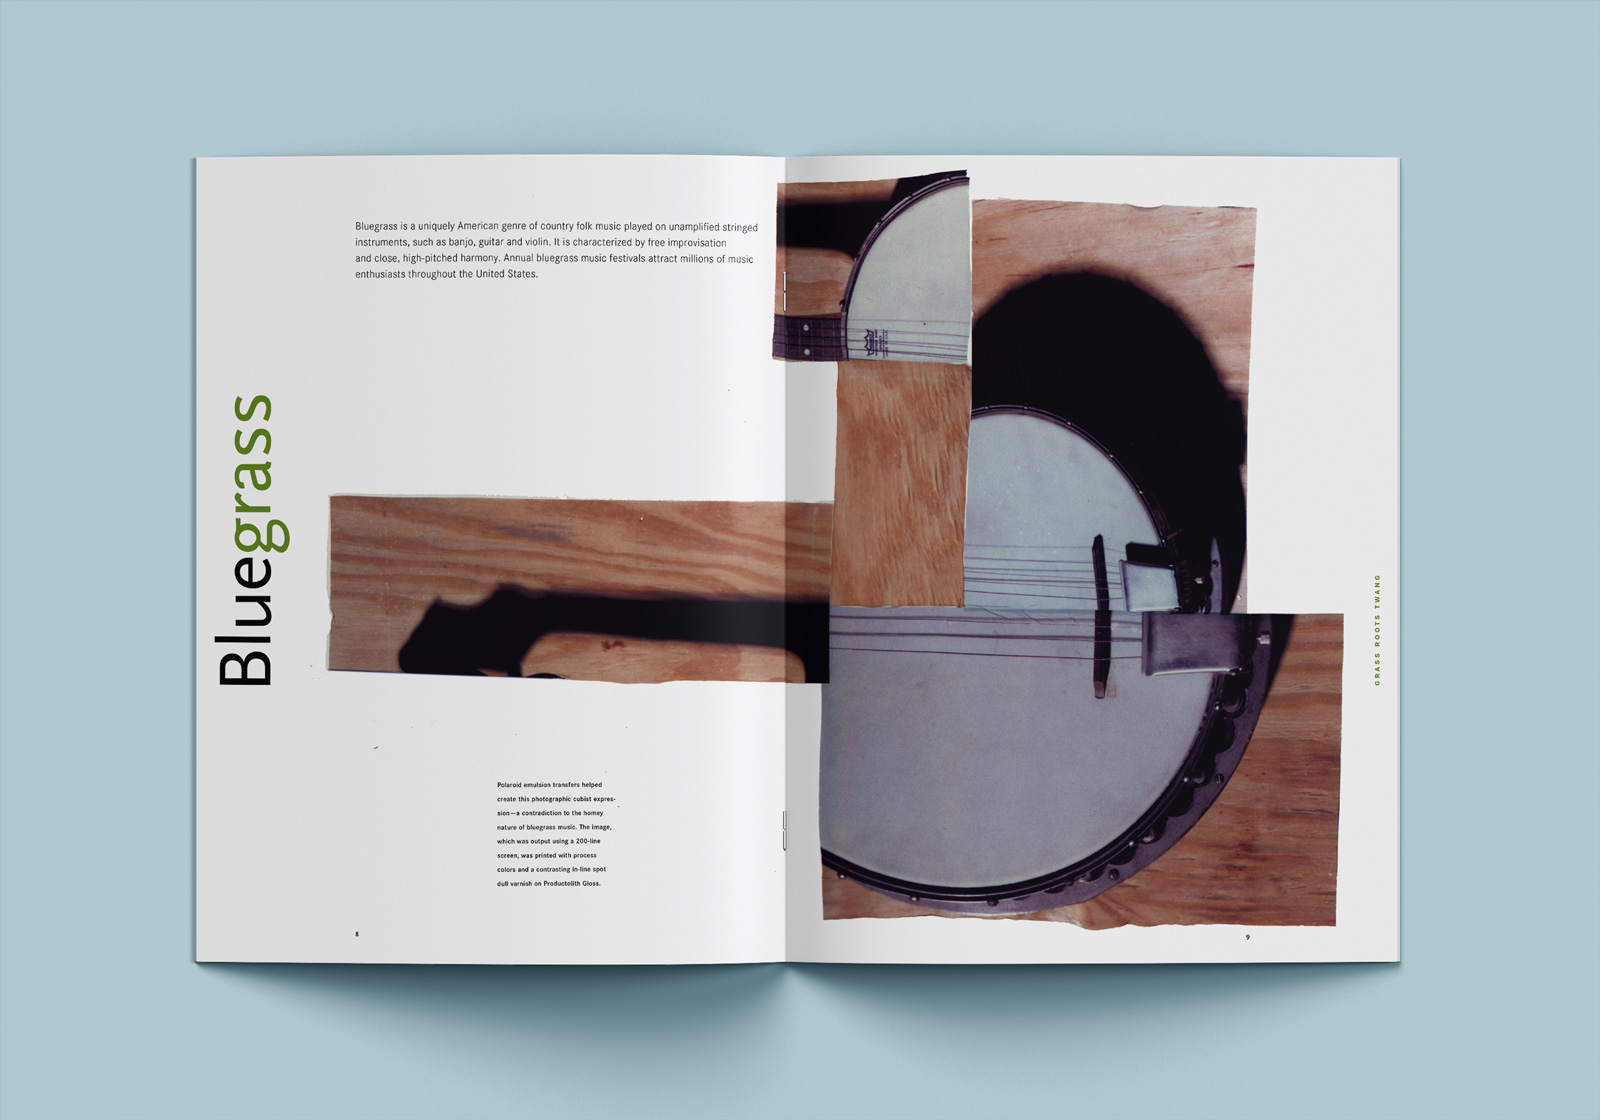 Bluegrass is a uniquely American genre of country folk music played on unamplified stringed
instruments, such as banjo, guitar and violin. It is characterized by free improvisation
and close, high-pitched harmony. Annual bluegrass music festivals attract millions of music
enthusiasts throughout the United States.
Bluegrass
Polaroid emulsion transfers helped
create this photographic cubist expres-
sion—a contradiction to the homey
nature of bluegrass music. The image,
which was output using a 200-line
screen, was printed with process
colors and a contrasting in-line spot
dull varnish on Productolith Gloss.
8
GRASS ROOTS TWANG
9